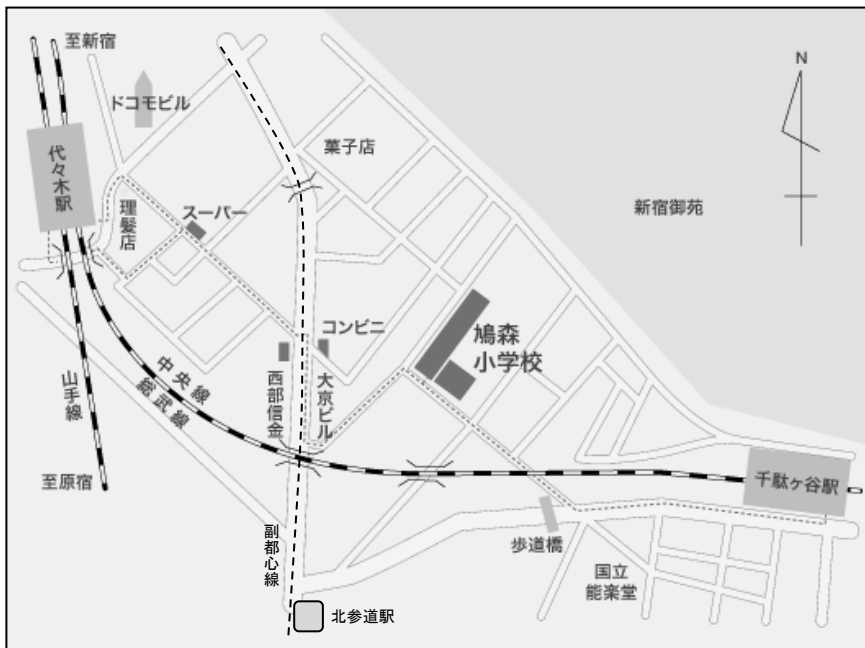 至新宿
ドコモビル
代々木駅
理髪店
スーパー
菓子店
N
新宿御苑
コンビニ
鳩森
小学校
西部信金
大京ビル
中央線
総武線
山手線
至原宿
千駄ヶ谷駅
副都心線
歩道橋
国立
能楽堂
北参道駅